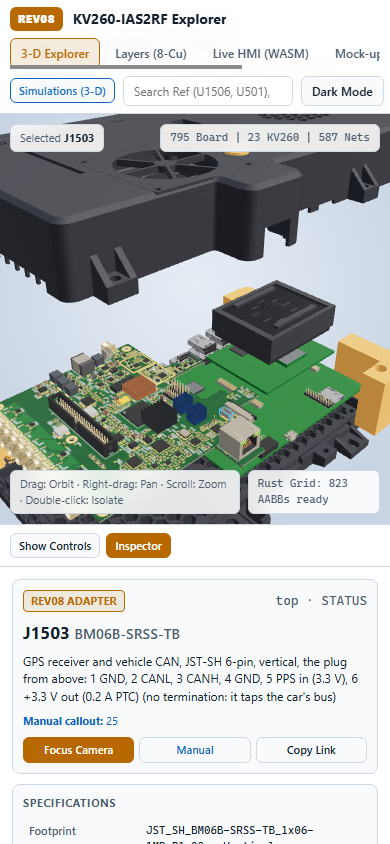 REV08 KV260-IAS2RF Explorer
3-D Explorer Layers (8-Cu) Live HMI (WASM) Mock-up
Simulations (3-D) Search Ref (U1506, U501), Dark Mode
Selected J1503 795 Board | 23 KV260 | 587 Nets
Drag: Orbit · Right-drag: Pan · Scroll: Zoom
· Double-click: Isolate
Rust Grid: 823
AABBs ready
Show Controls Inspector
REV08 ADAPTER top · STATUS
J1503 BM06B-SRSS-TB
GPS receiver and vehicle CAN, JST-SH 6-pin, vertical, the plug
from above: 1 GND, 2 CANL, 3 CANH, 4 GND, 5 PPS in (3.3 V), 6
+3.3 V out (0.2 A PTC) (no termination: it taps the car's bus)
Manual callout: 25
Focus Camera Manual Copy Link
SPECIFICATIONS
Footprint JST_SH_BM06B-SRSS-TB_1x06-